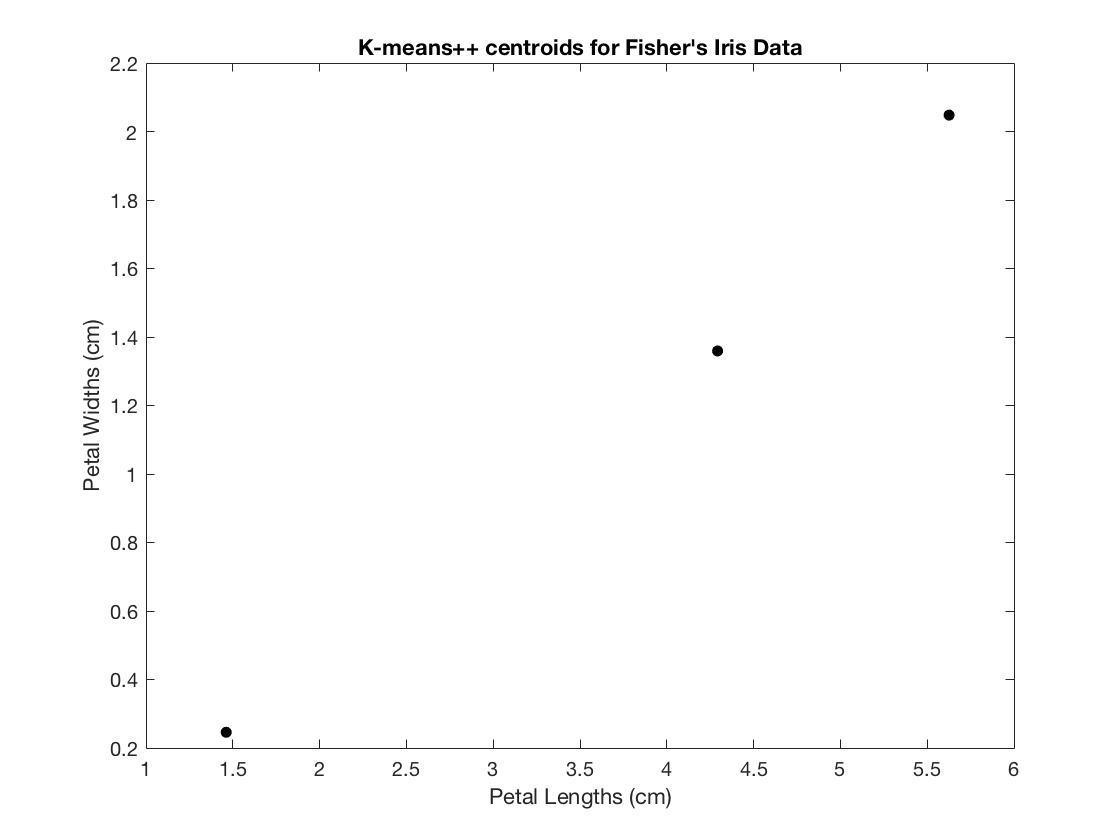 K-means++ centroids for Fisher's Iris Data
2.2
2
1.8
1.6
1.4
1.2
1
0.8
0.6
0.4
0.2
Petal Widths (cm)
1 1.5 2 2.5 3 3.5 4 4.5 5 5.5 6
Petal Lengths (cm)